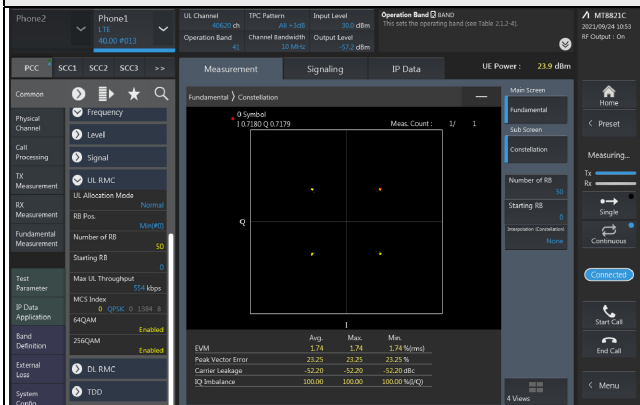 Phone2
Phone1
LTE
40.00 #013
UL Channel
46620 ch
TPC Pattern
All +3dB
Input Level
30.0 dBm
Operation Band
41
Channel Bandwidth
10 MHz
Output Level
-57.2 dBm
Operation Band BAND
This sets the operating band (see Table 2.1.2-4).
MT8821C
2021/09/24 10:53
RF Output : On
PCC
SCC1
SCC2
SCC3
>>
Measurement
Signaling
IP Data
UE Power : 23.9 dBm
Common
Physical Channel
Call Processing
TX Measurement
RX Measurement
Fundamental Measurement
Test Parameter
IP Data Application
Band Definition
External Loss
System Config
Frequency
Level
Signal
UL RMC
UL Allocation Mode
Normal
RB Pos.
Min(#0)
Number of RB
50
Starting RB
0
Max UL Throughput
554 kbps
MCS Index
0 QPSK 0 1384 8
64QAM
Enabled
256QAM
Enabled
DL RMC
TDD
Fundamental > Constellation
0 Symbol
I 0.7180 Q 0.7179
Meas. Count : 1/ 1
Q
I
Avg. Max. Min.
EVM 1.74 1.74 1.74 %(rms)
Peak Vector Error 23.25 23.25 23.25 %
Carrier Leakage -52.20 -52.20 -52.20 dBc
IQ Imbalance 100.00 100.00 100.00 %(I/Q)
Main Screen
Fundamental
Sub Screen
Constellation
Number of RB
50
Starting RB
0
Interpolation (Constellation)
None
4 Views
Home
< Preset
Measuring...
Tx
Rx
Single
Continuous
Connected
Start Call
End Call
< Menu